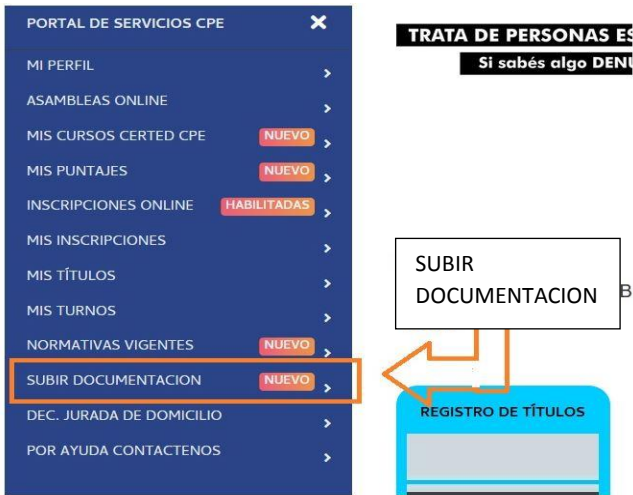 PORTAL DE SERVICIOS CPE
MI PERFIL
ASAMBLEAS ONLINE
MIS CURSOS CERTED CPE NUEVO
MIS PUNTAJES NUEVO
INSCRIPCIONES ONLINE HABILITADAS
MIS INSCRIPCIONES
MIS TÍTULOS
MIS TURNOS
NORMATIVAS VIGENTES NUEVO
SUBIR DOCUMENTACION NUEVO
DEC. JURADA DE DOMICILIO
POR AYUDA CONTACTENOS
TRATA DE PERSONAS ES
Si sabés algo DENU
SUBIR
DOCUMENTACION
B
REGISTRO DE TÍTULOS